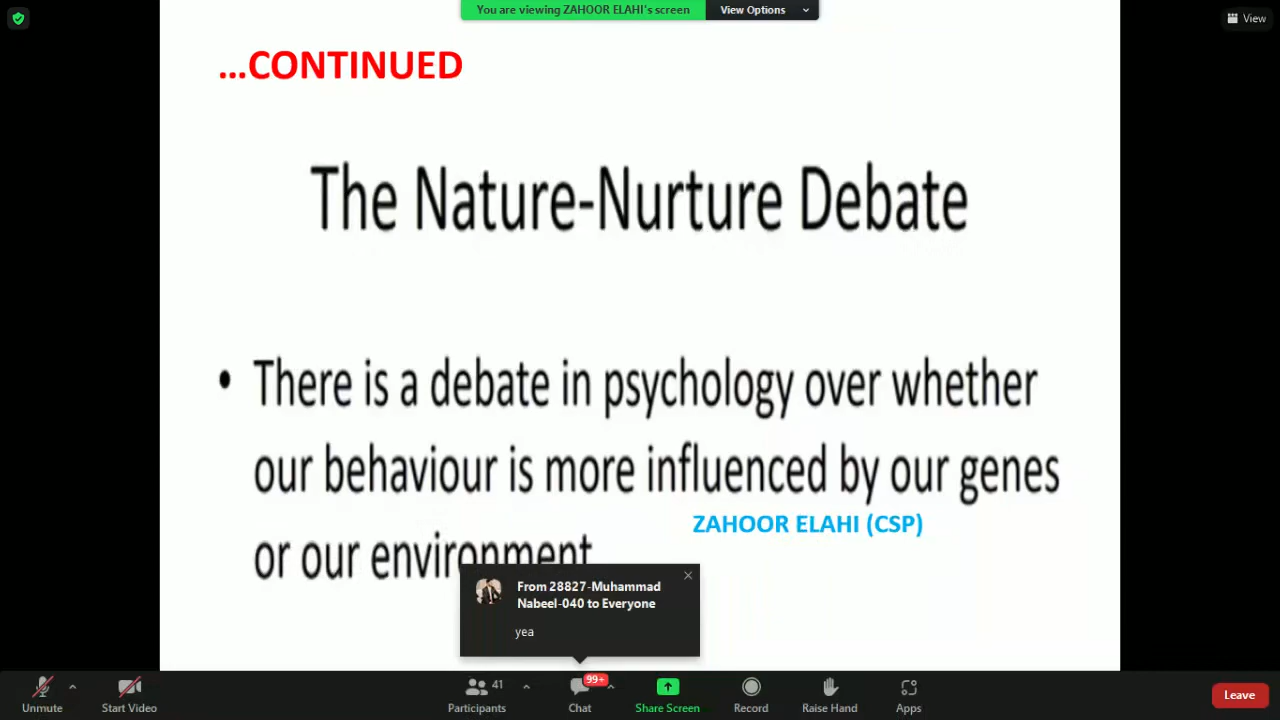 You are viewing ZAHOOR ELAHI's screen
View Options
View
...CONTINUED
The Nature-Nurture Debate
• There is a debate in psychology over whether
our behaviour is more influenced by our genes
ZAHOOR ELAHI (CSP)
or our environment
From 28827-Muhammad
Nabeel-040 to Everyone
yea
Unmute
Start Video
41
Participants
99+
Chat
Share Screen
Record
Raise Hand
Apps
Leave